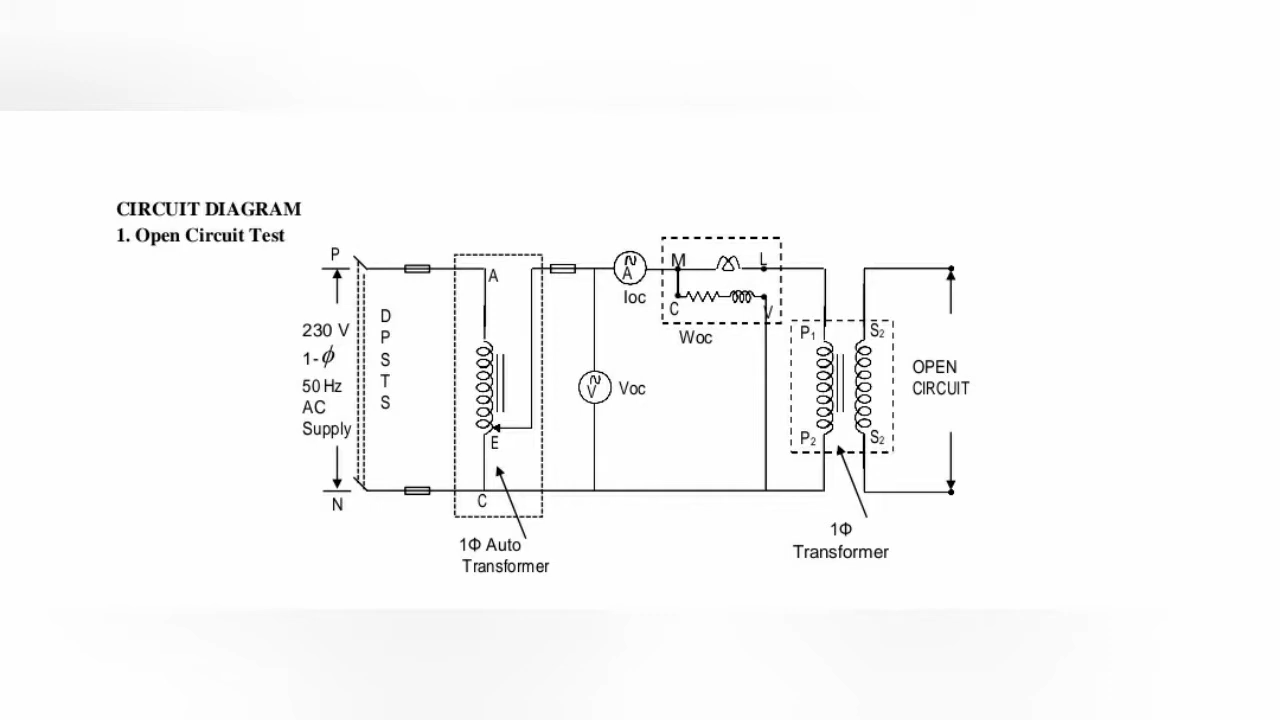 CIRCUIT DIAGRAM
1. Open Circuit Test
P
230 V
1-ϕ
50 Hz
AC
Supply
N
D
P
S
T
S
A
E
C
1Φ Auto
Transformer
A
Ioc
V
Voc
M
L
C
V
Woc
P₁
S₂
P₂
S₂
OPEN
CIRCUIT
1Φ
Transformer